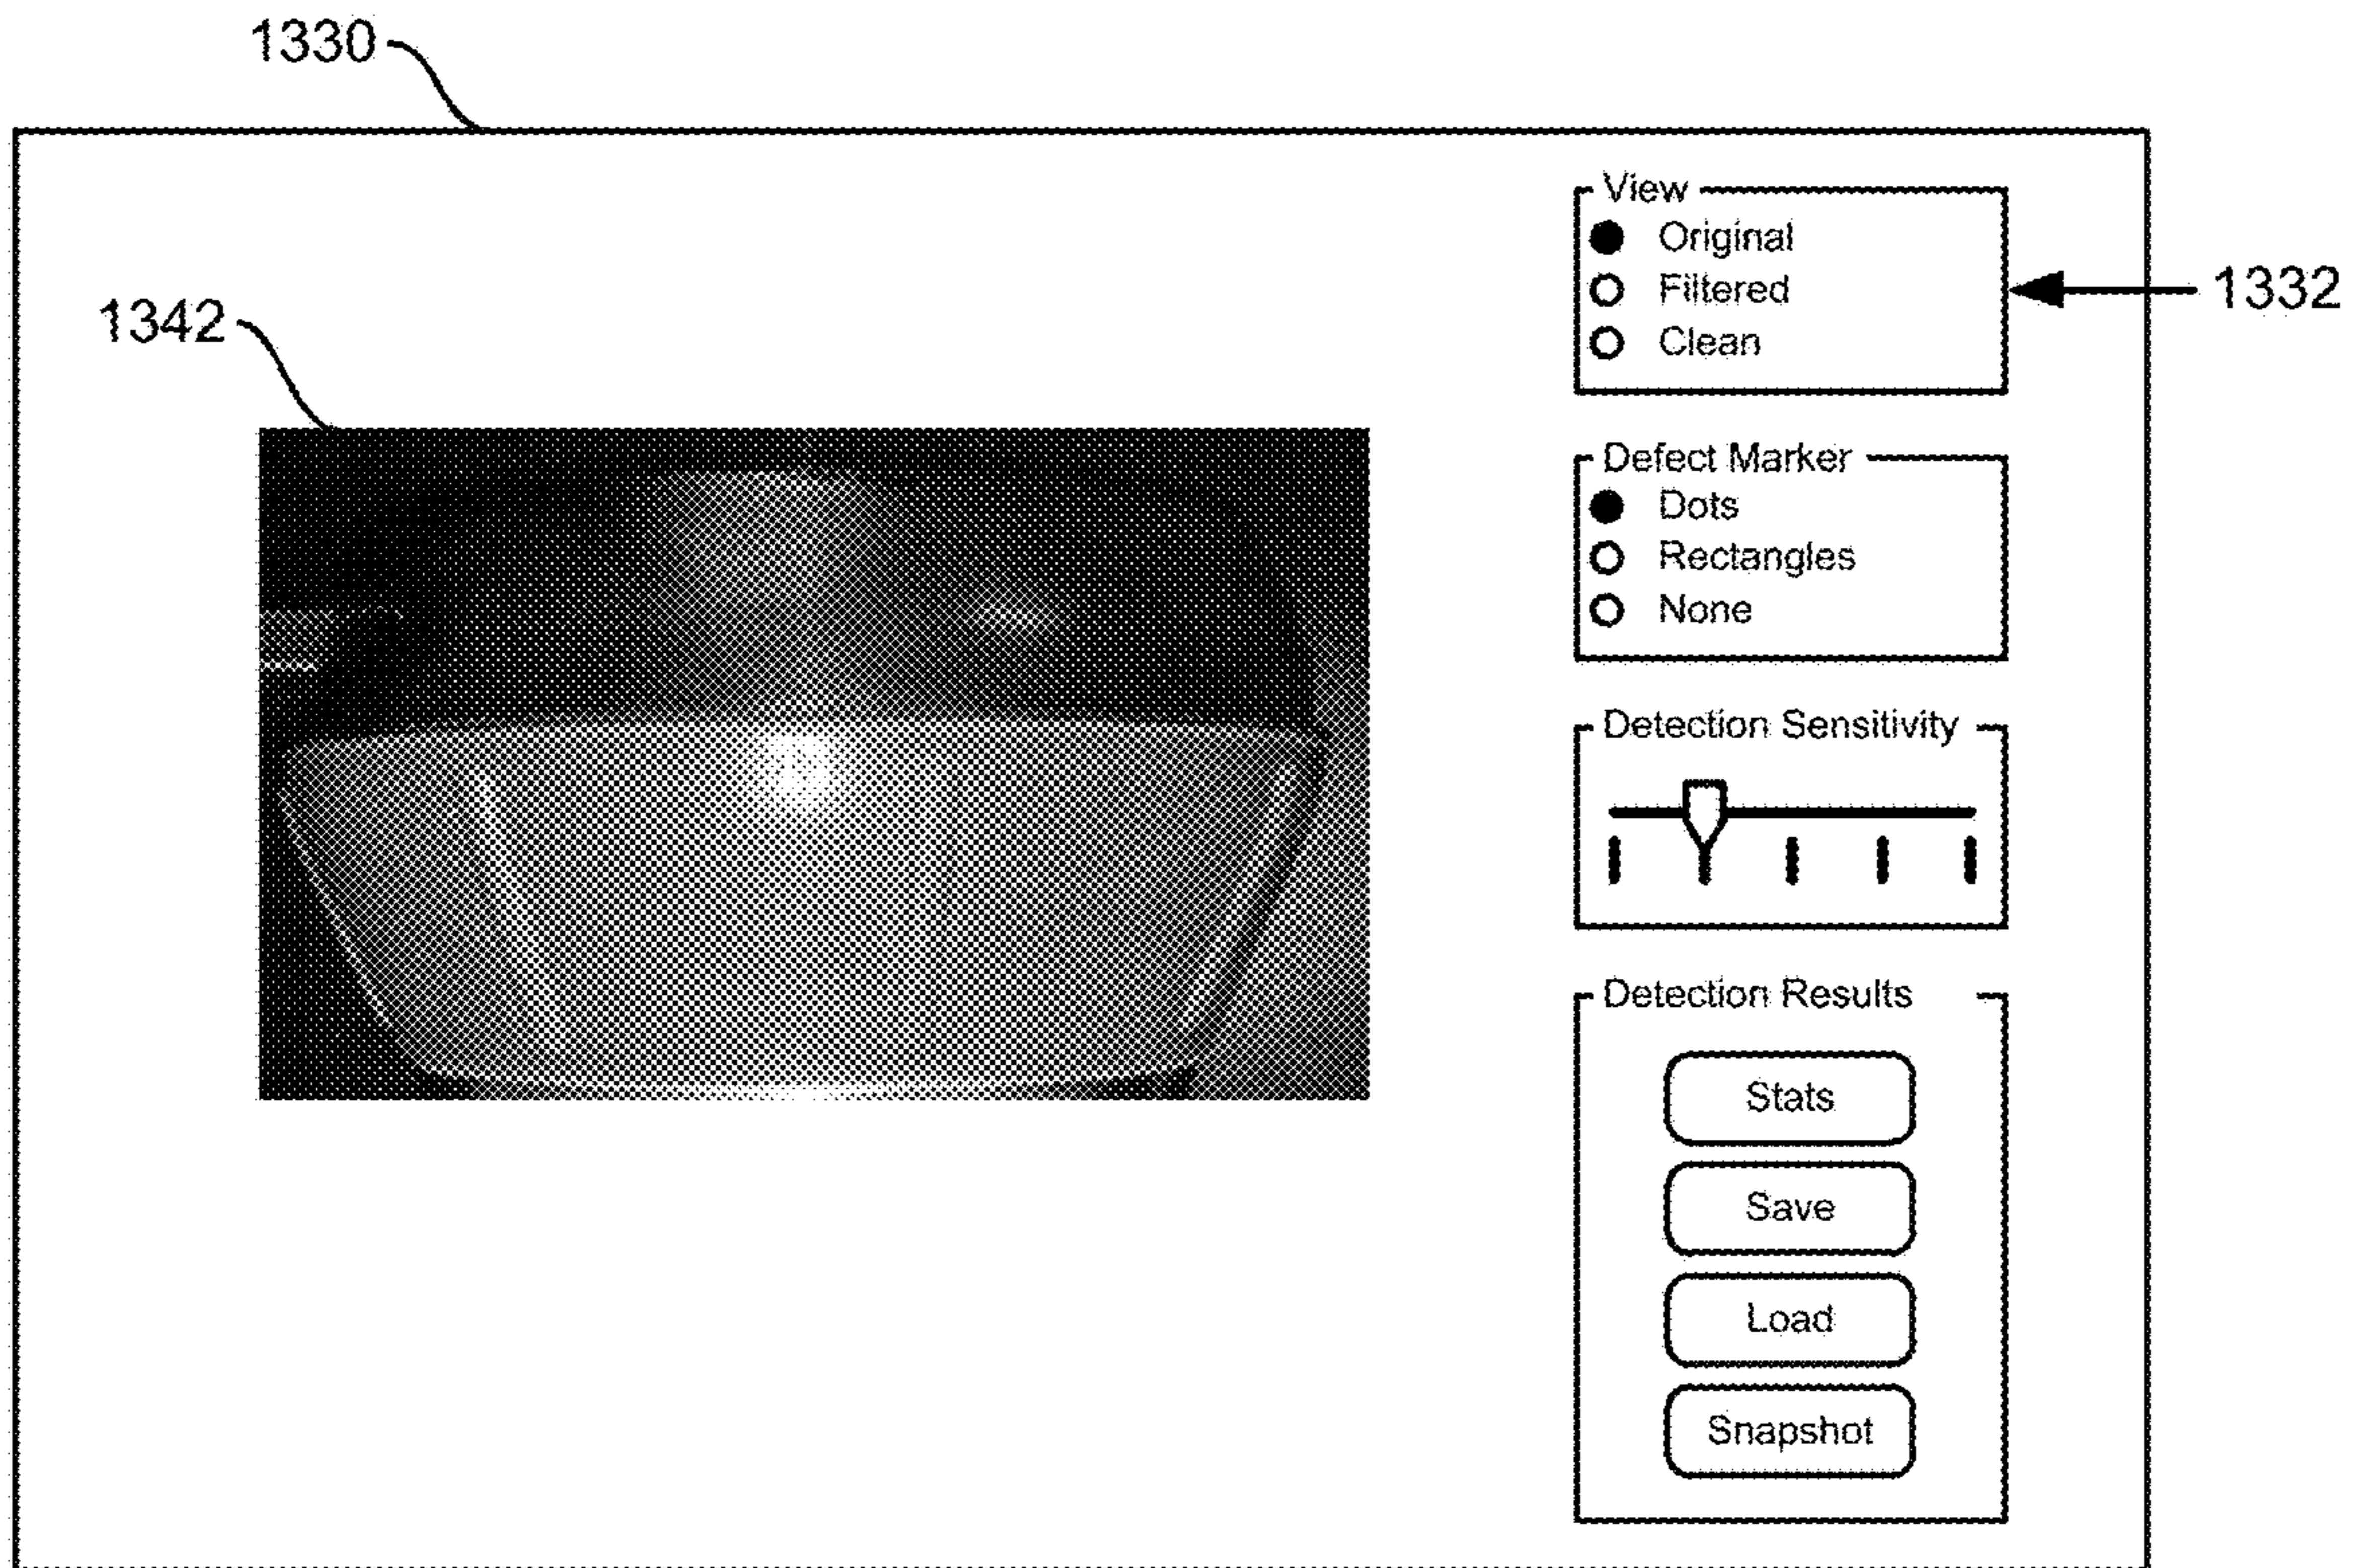 1330
View
Original
Filtered
Clean
1332
1342
Defect Marker
Dots
Rectangles
None
Detection Sensitivity
Detection Results
Stats
Save
Load
Snapshot